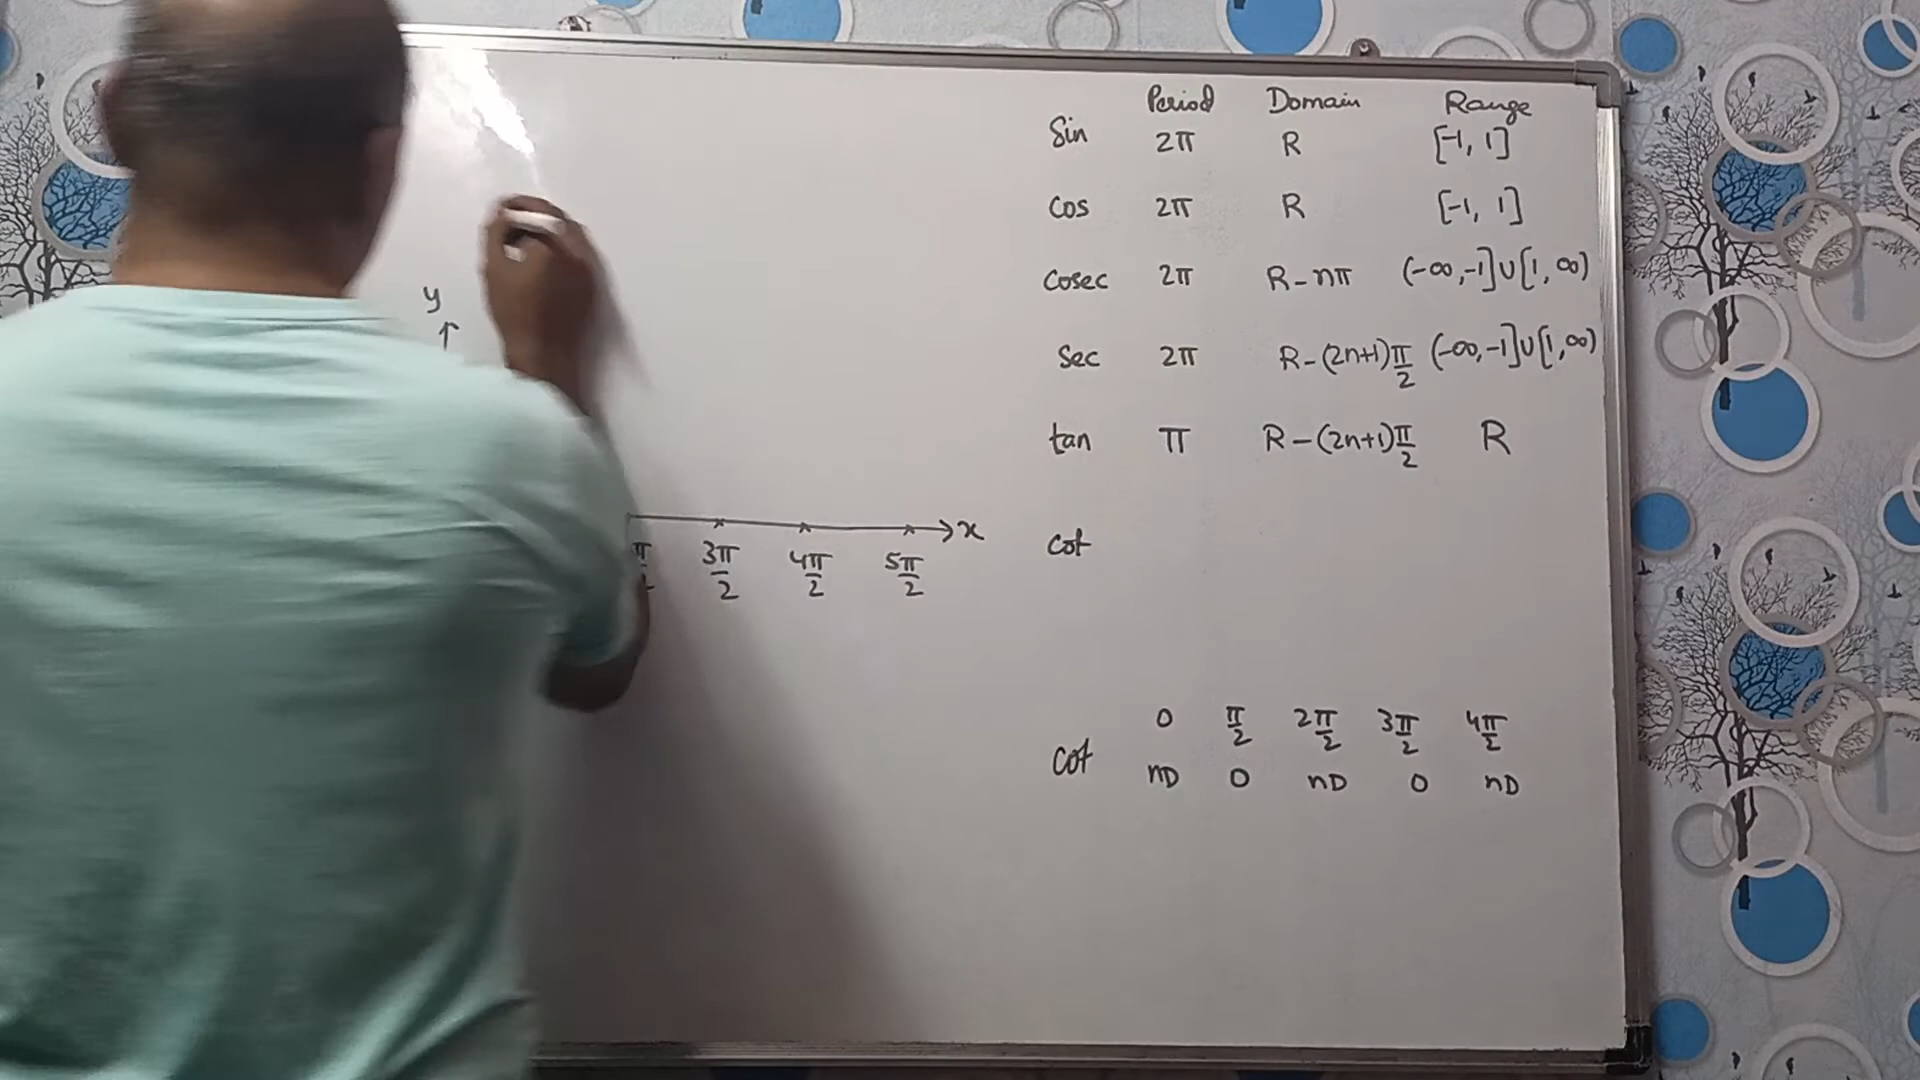 Period Domain Range
Sin 2π R [-1, 1]
Cos 2π R [-1, 1]
Cosec 2π R-nπ (-∞,-1]∪[1, ∞)
Sec 2π R-(2n+1)π/2 (-∞,-1]∪[1,∞)
tan π R-(2n+1)π/2 R
cot
y
x
3π/2 4π/2 5π/2
0 π/2 2π/2 3π/2 4π/2
cot nD 0 nD 0 nD